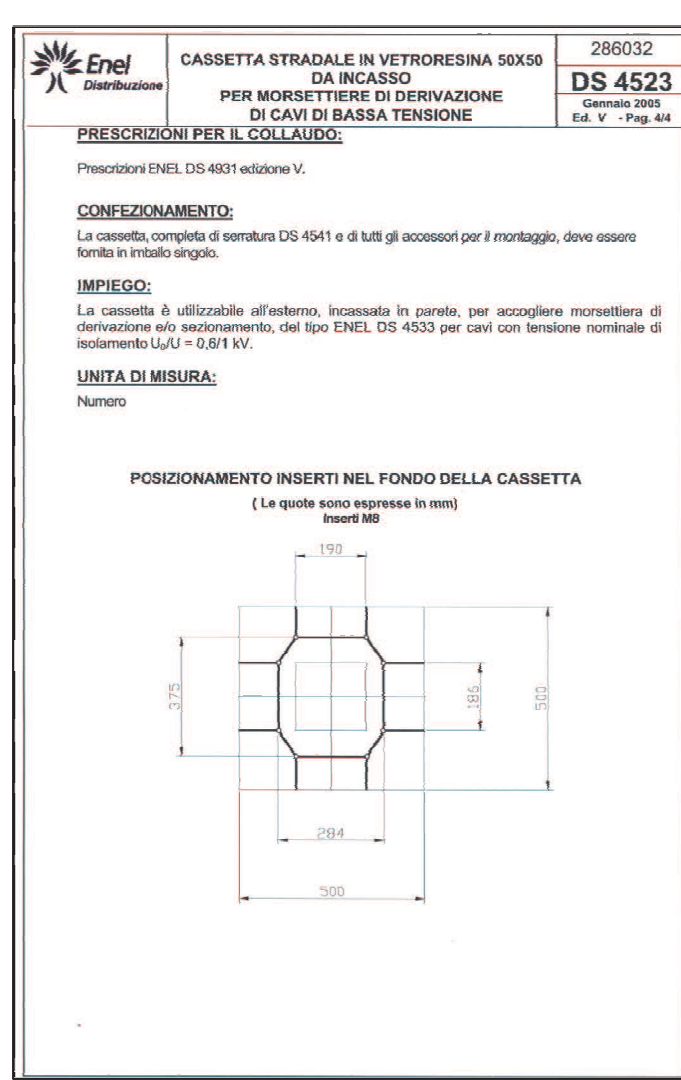 Enel
Distribuzione
CASSETTA STRADALE IN VETRORESINA 50X50
DA INCASSO
PER MORSETTIERE DI DERIVAZIONE
DI CAVI DI BASSA TENSIONE
286032
DS 4523
Gennaio 2005
Ed. V - Pag. 4/4
PRESCRIZIONI PER IL COLLAUDO:
Prescrizioni ENEL DS 4931 edizione V.
CONFEZIONAMENTO:
La cassetta, completa di serratura DS 4541 e di tutti gli accessori per il montaggio, deve essere
fornita in imballo singolo.
IMPIEGO:
La cassetta è utilizzabile all'esterno, incassata in parete, per accogliere morsettiera di
derivazione e/o sezionamento, del tipo ENEL DS 4533 per cavi con tensione nominale di
isolamento U₀/U = 0,6/1 kV.
UNITA DI MISURA:
Numero
POSIZIONAMENTO INSERTI NEL FONDO DELLA CASSETTA
( Le quote sono espresse in mm)
Inserti M8
190
375
186
500
284
500